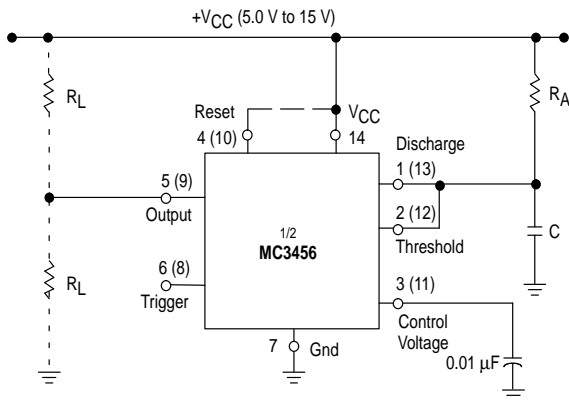 +VCC (5.0 V to 15 V)
RL
Reset
4 (10)
VCC
14
RA
Discharge
1 (13)
5 (9)
Output
2 (12)
Threshold
1/2
MC3456
C
6 (8)
Trigger
RL
3 (11)
Control
Voltage
7
Gnd
0.01 µF